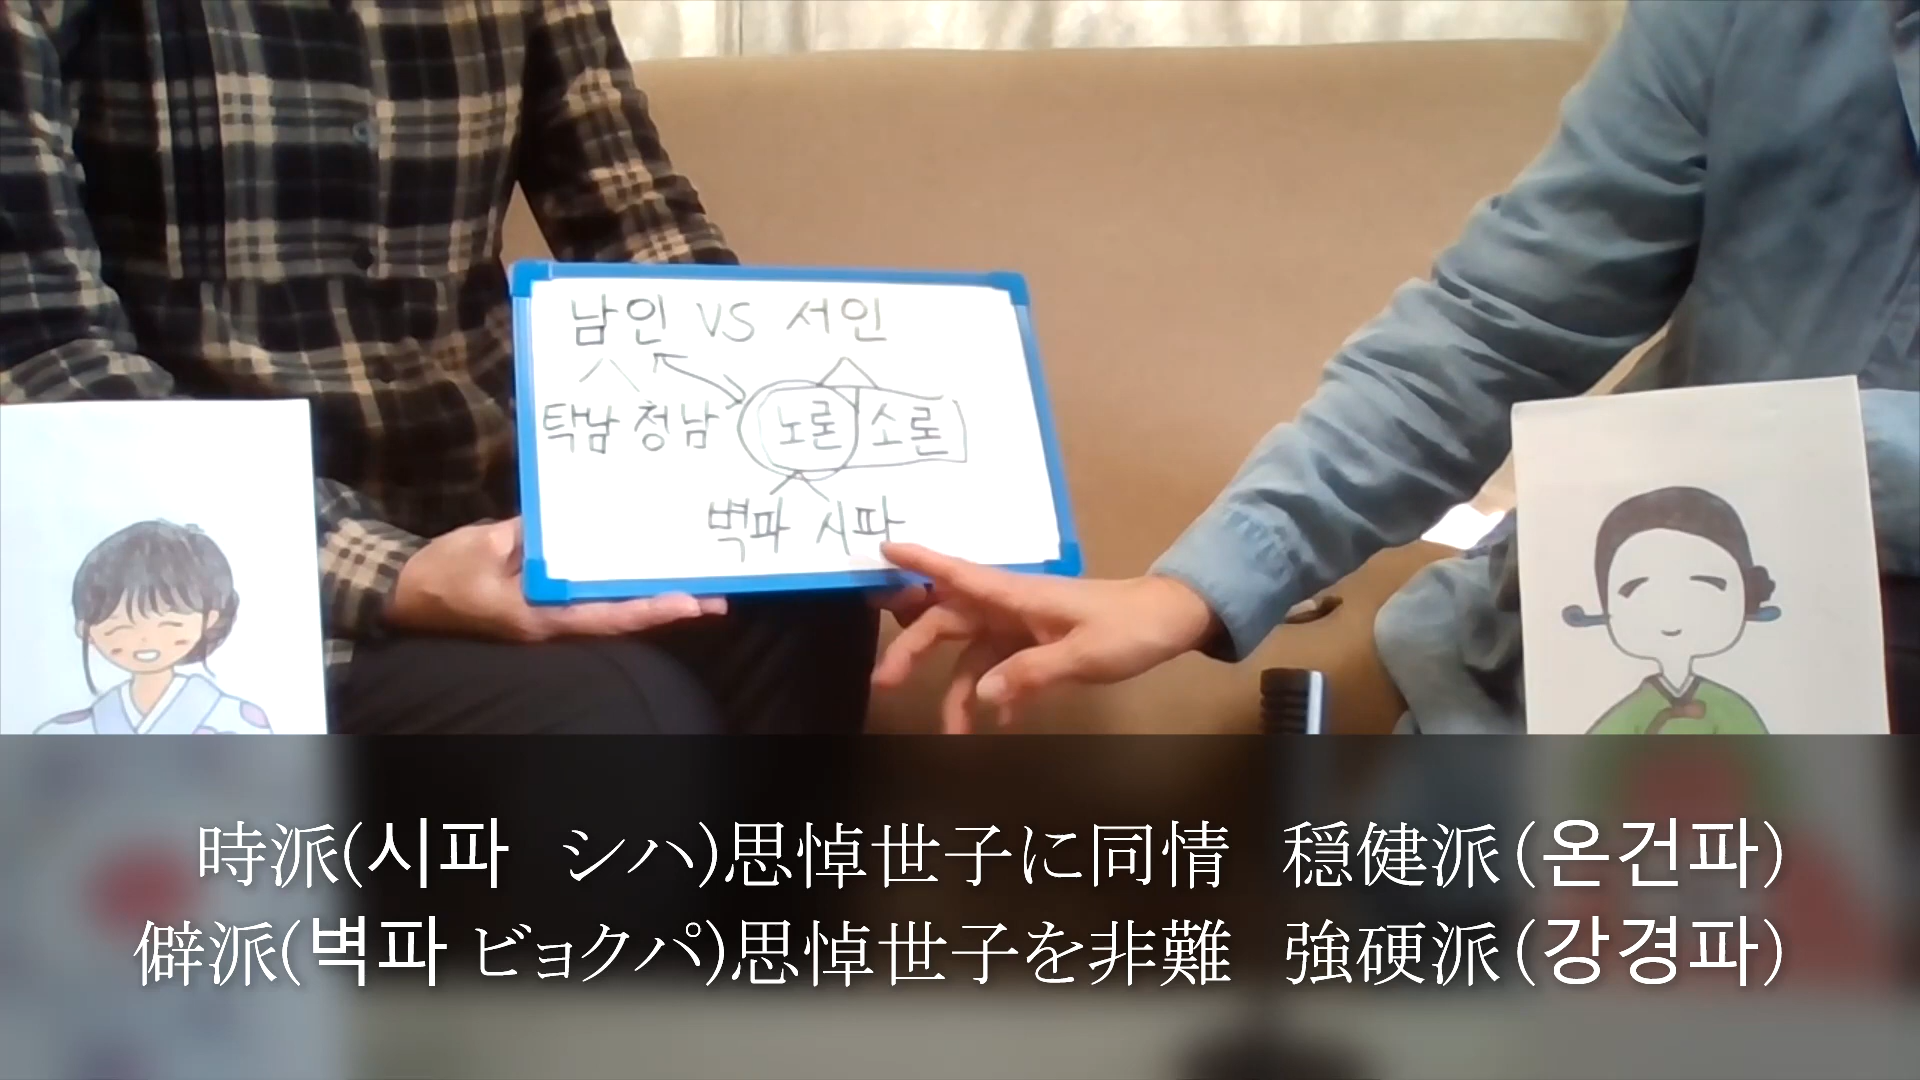 남인 VS 서인
탁남 청남 노론 소론
벽파 시파
時派(시파 シハ)思悼世子に同情 穏健派(온건파)
僻派(벽파 ビョクパ)思悼世子を非難 強硬派(강경파)